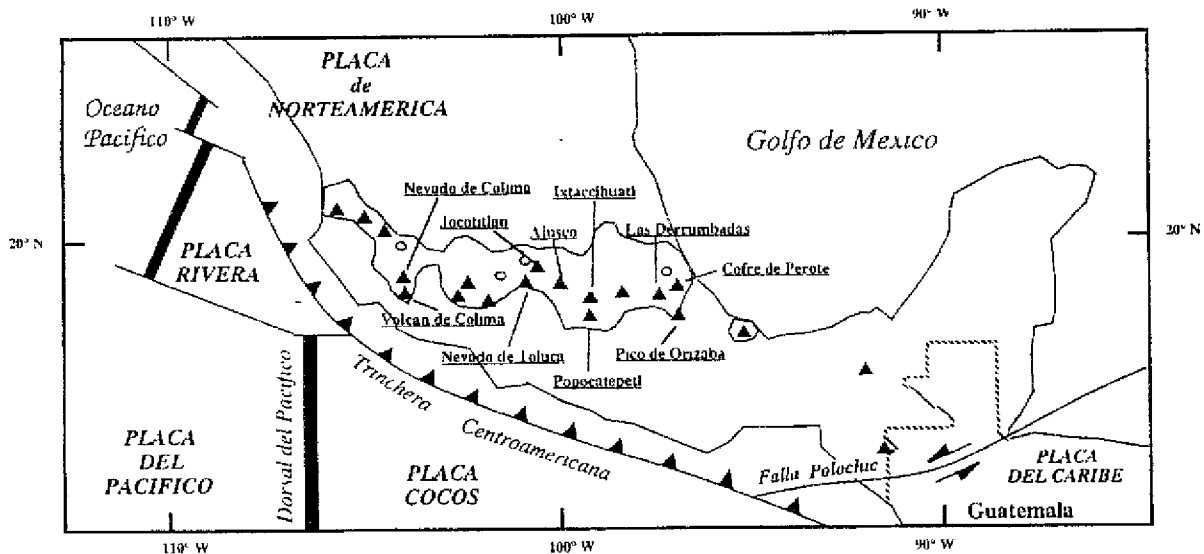 110° W
100° W
90° W
PLACA
de
NORTEAMERICA
Oceano
Pacifico
Golfo de Mexico
Nevado de Colima
Ixtaccihuatl
Jocotitlan
Ajusco
Las Derrumbadas
20° N
20° N
PLACA
RIVERA
Cofre de Perote
Volcan de Colima
Nevado de Toluca
Pico de Orizaba
Popocatepetl
Trinchera
Centroamericana
Dorsal del Pacifico
PLACA
DEL
PACIFICO
PLACA
COCOS
Falla Polochic
PLACA
DEL CARIBE
Guatemala
110° W
100° W
90° W